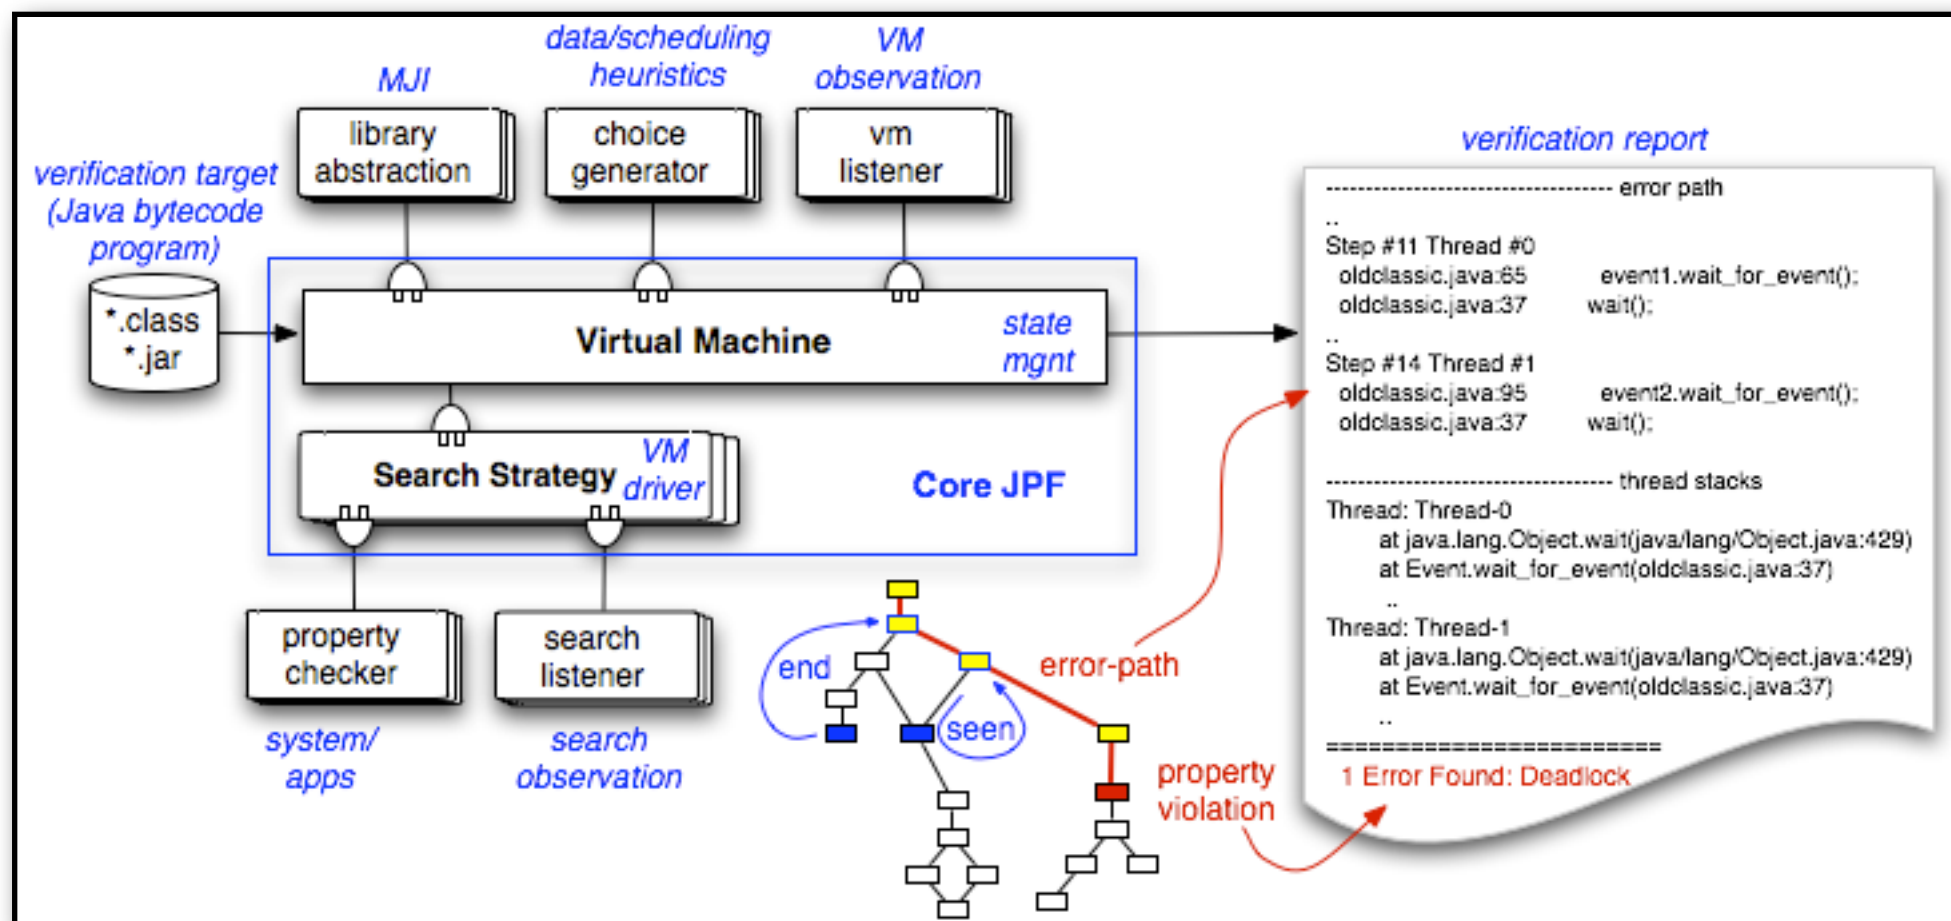 MJI
data/scheduling
heuristics
VM
observation
library
abstraction
choice
generator
vm
listener
verification target
(Java bytecode
program)
*.class
*.jar
Virtual Machine
state
mgnt
Search Strategy
VM
driver
Core JPF
property
checker
search
listener
system/
apps
search
observation
end
seen
error-path
property
violation
verification report
------------------------------------ error path
..
Step #11 Thread #0
oldclassic.java:65 event1.wait_for_event();
oldclassic.java:37 wait();
..
Step #14 Thread #1
oldclassic.java:95 event2.wait_for_event();
oldclassic.java:37 wait();
------------------------------------ thread stacks
Thread: Thread-0
at java.lang.Object.wait(java/lang/Object.java:429)
at Event.wait_for_event(oldclassic.java:37)
..
Thread: Thread-1
at java.lang.Object.wait(java/lang/Object.java:429)
at Event.wait_for_event(oldclassic.java:37)
..
========================
1 Error Found: Deadlock